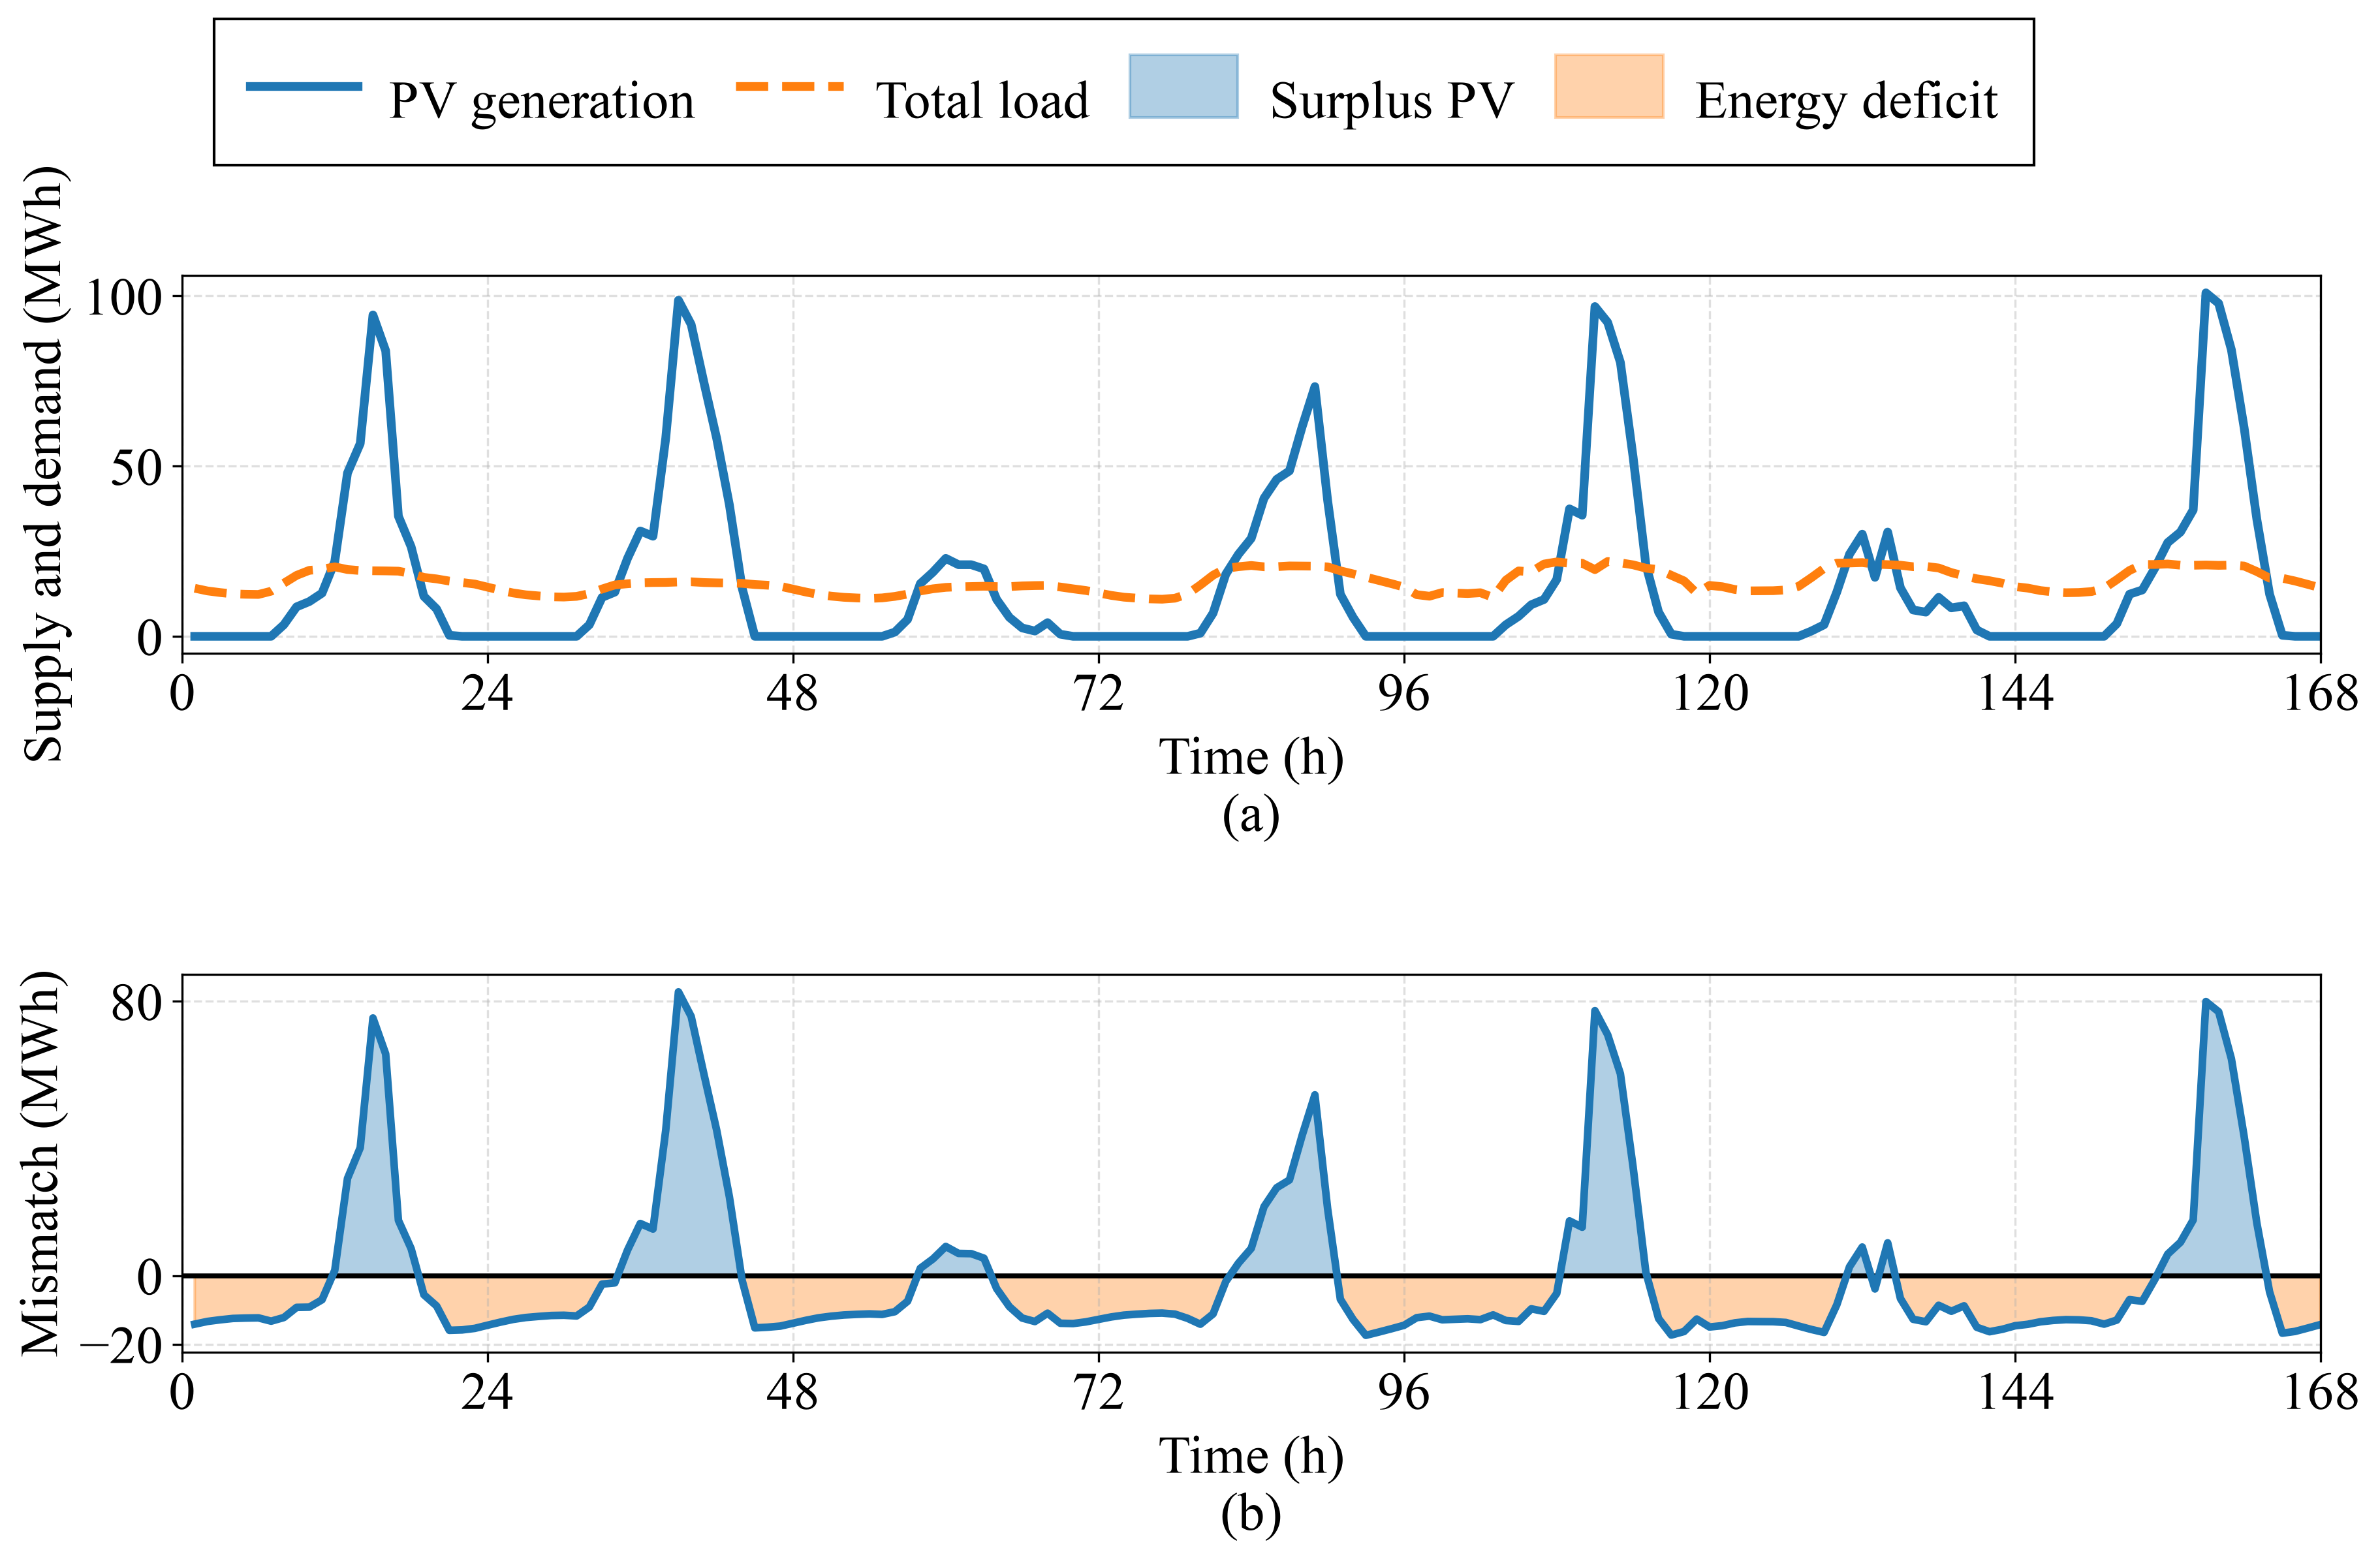 PV generation Total load Surplus PV Energy deficit
Supply and demand (MWh)
100
50
0
0 24 48 72 96 120 144 168
Time (h)
(a)
Mismatch (MWh)
80
0
−20
0 24 48 72 96 120 144 168
Time (h)
(b)